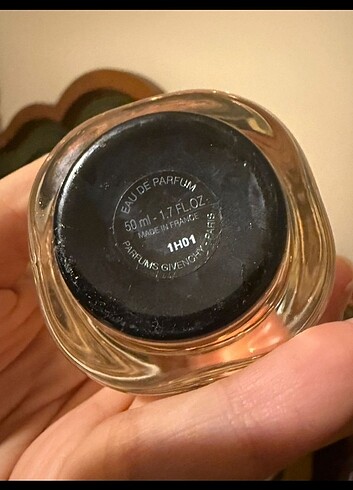 EAU DE PARFUM
50 ml - 1.7 FL.OZ.
MADE IN FRANCE
1H01
PARFUMS GIVENCHY - PARIS